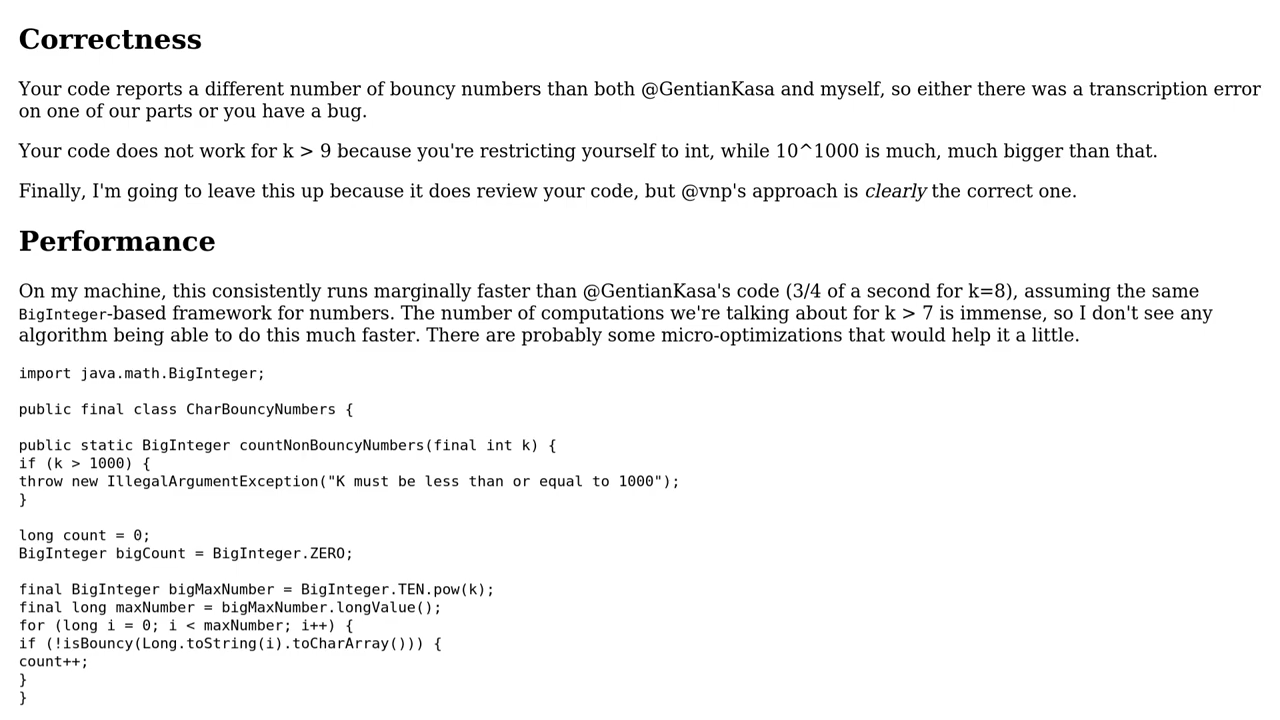 Correctness
Your code reports a different number of bouncy numbers than both @GentianKasa and myself, so either there was a transcription error
on one of our parts or you have a bug.
Your code does not work for k > 9 because you're restricting yourself to int, while 10^1000 is much, much bigger than that.
Finally, I'm going to leave this up because it does review your code, but @vnp's approach is clearly the correct one.
Performance
On my machine, this consistently runs marginally faster than @GentianKasa's code (3/4 of a second for k=8), assuming the same
BigInteger-based framework for numbers. The number of computations we're talking about for k > 7 is immense, so I don't see any
algorithm being able to do this much faster. There are probably some micro-optimizations that would help it a little.
import java.math.BigInteger;
public final class CharBouncyNumbers {
public static BigInteger countNonBouncyNumbers(final int k) {
if (k > 1000) {
throw new IllegalArgumentException("K must be less than or equal to 1000");
}
long count = 0;
BigInteger bigCount = BigInteger.ZERO;
final BigInteger bigMaxNumber = BigInteger.TEN.pow(k);
final long maxNumber = bigMaxNumber.longValue();
for (long i = 0; i < maxNumber; i++) {
if (!isBouncy(Long.toString(i).toCharArray())) {
count++;
}
}